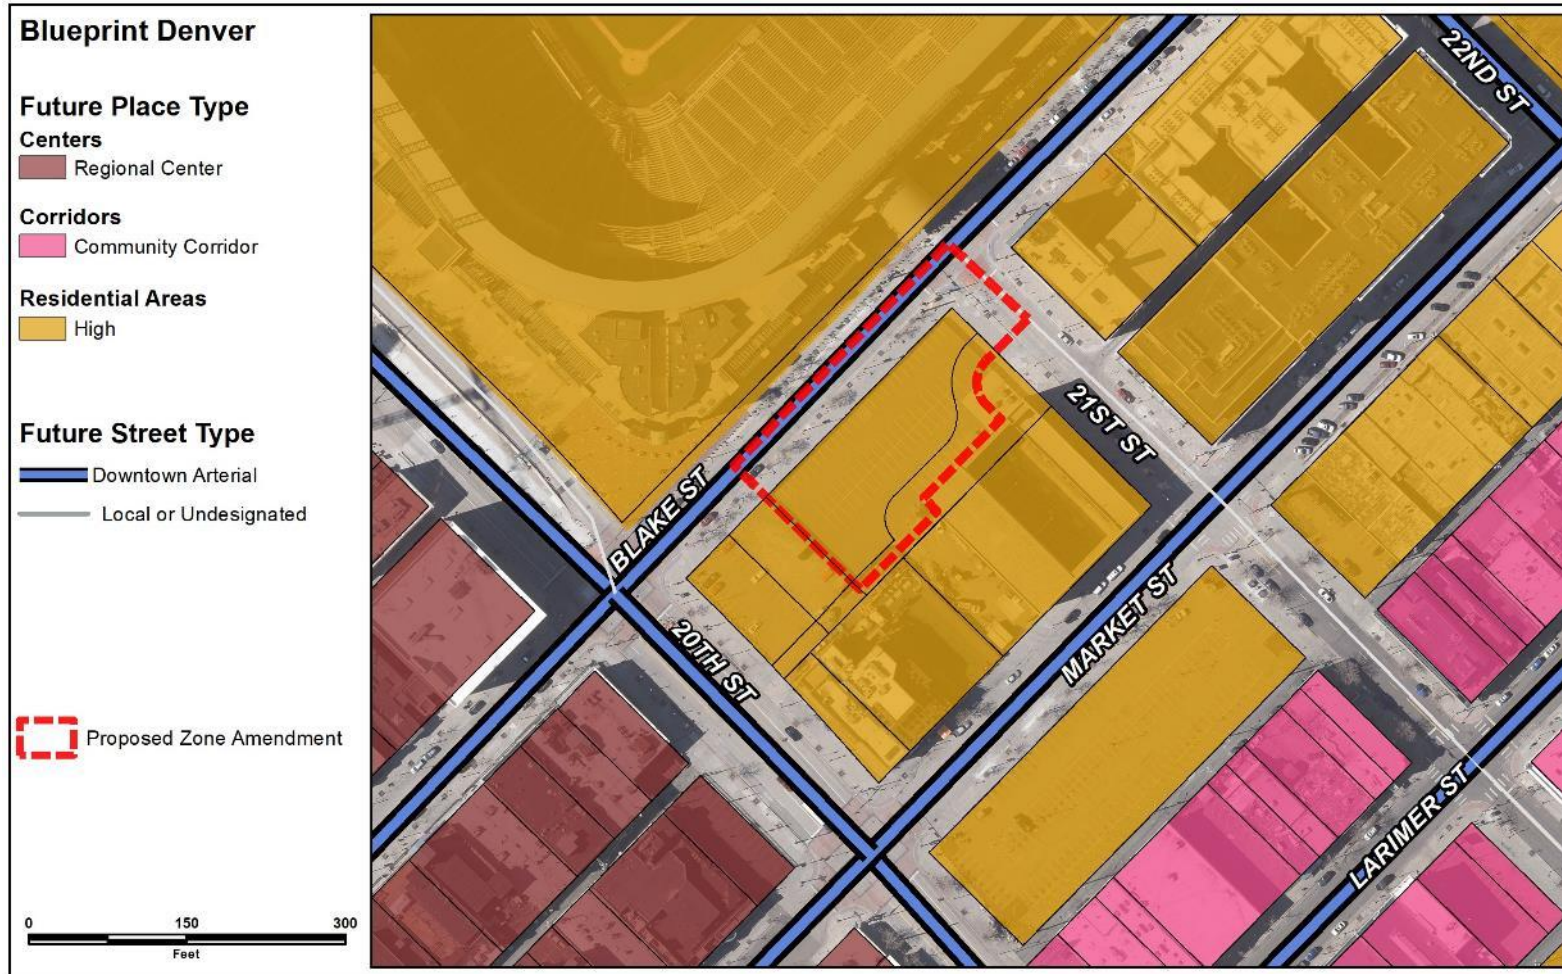 Blueprint Denver
Future Place Type
Centers
Regional Center
Corridors
Community Corridor
Residential Areas
High
Future Street Type
Downtown Arterial
Local or Undesignated
Proposed Zone Amendment
0 150 300
Feet
22ND ST
21ST ST
BLAKE ST
20TH ST
MARKET ST
LARIMER ST